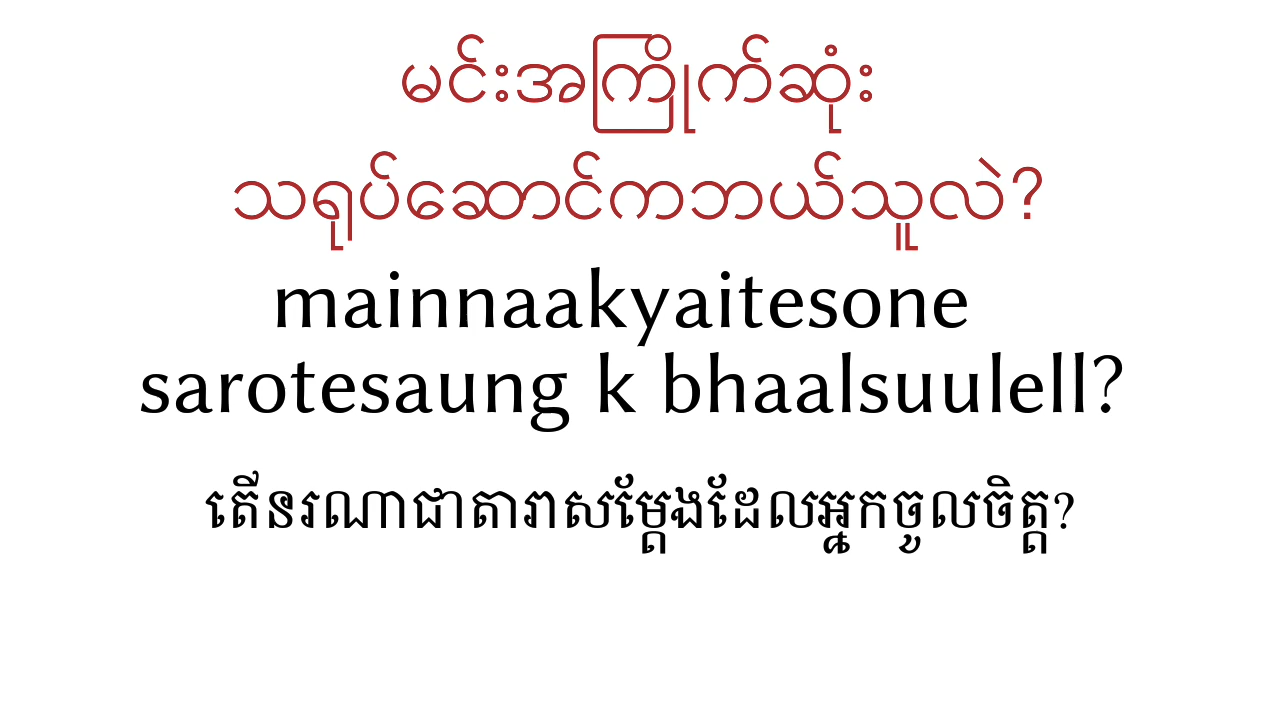 မင်းအကြိုက်ဆုံး
သရုပ်ဆောင်ကဘယ်သူလဲ?
mainnaakyaitesone
sarotesaung k bhaalsuulell?
តើនរណាជាតារាសម្តែងដែលអ្នកចូលចិត្ត?